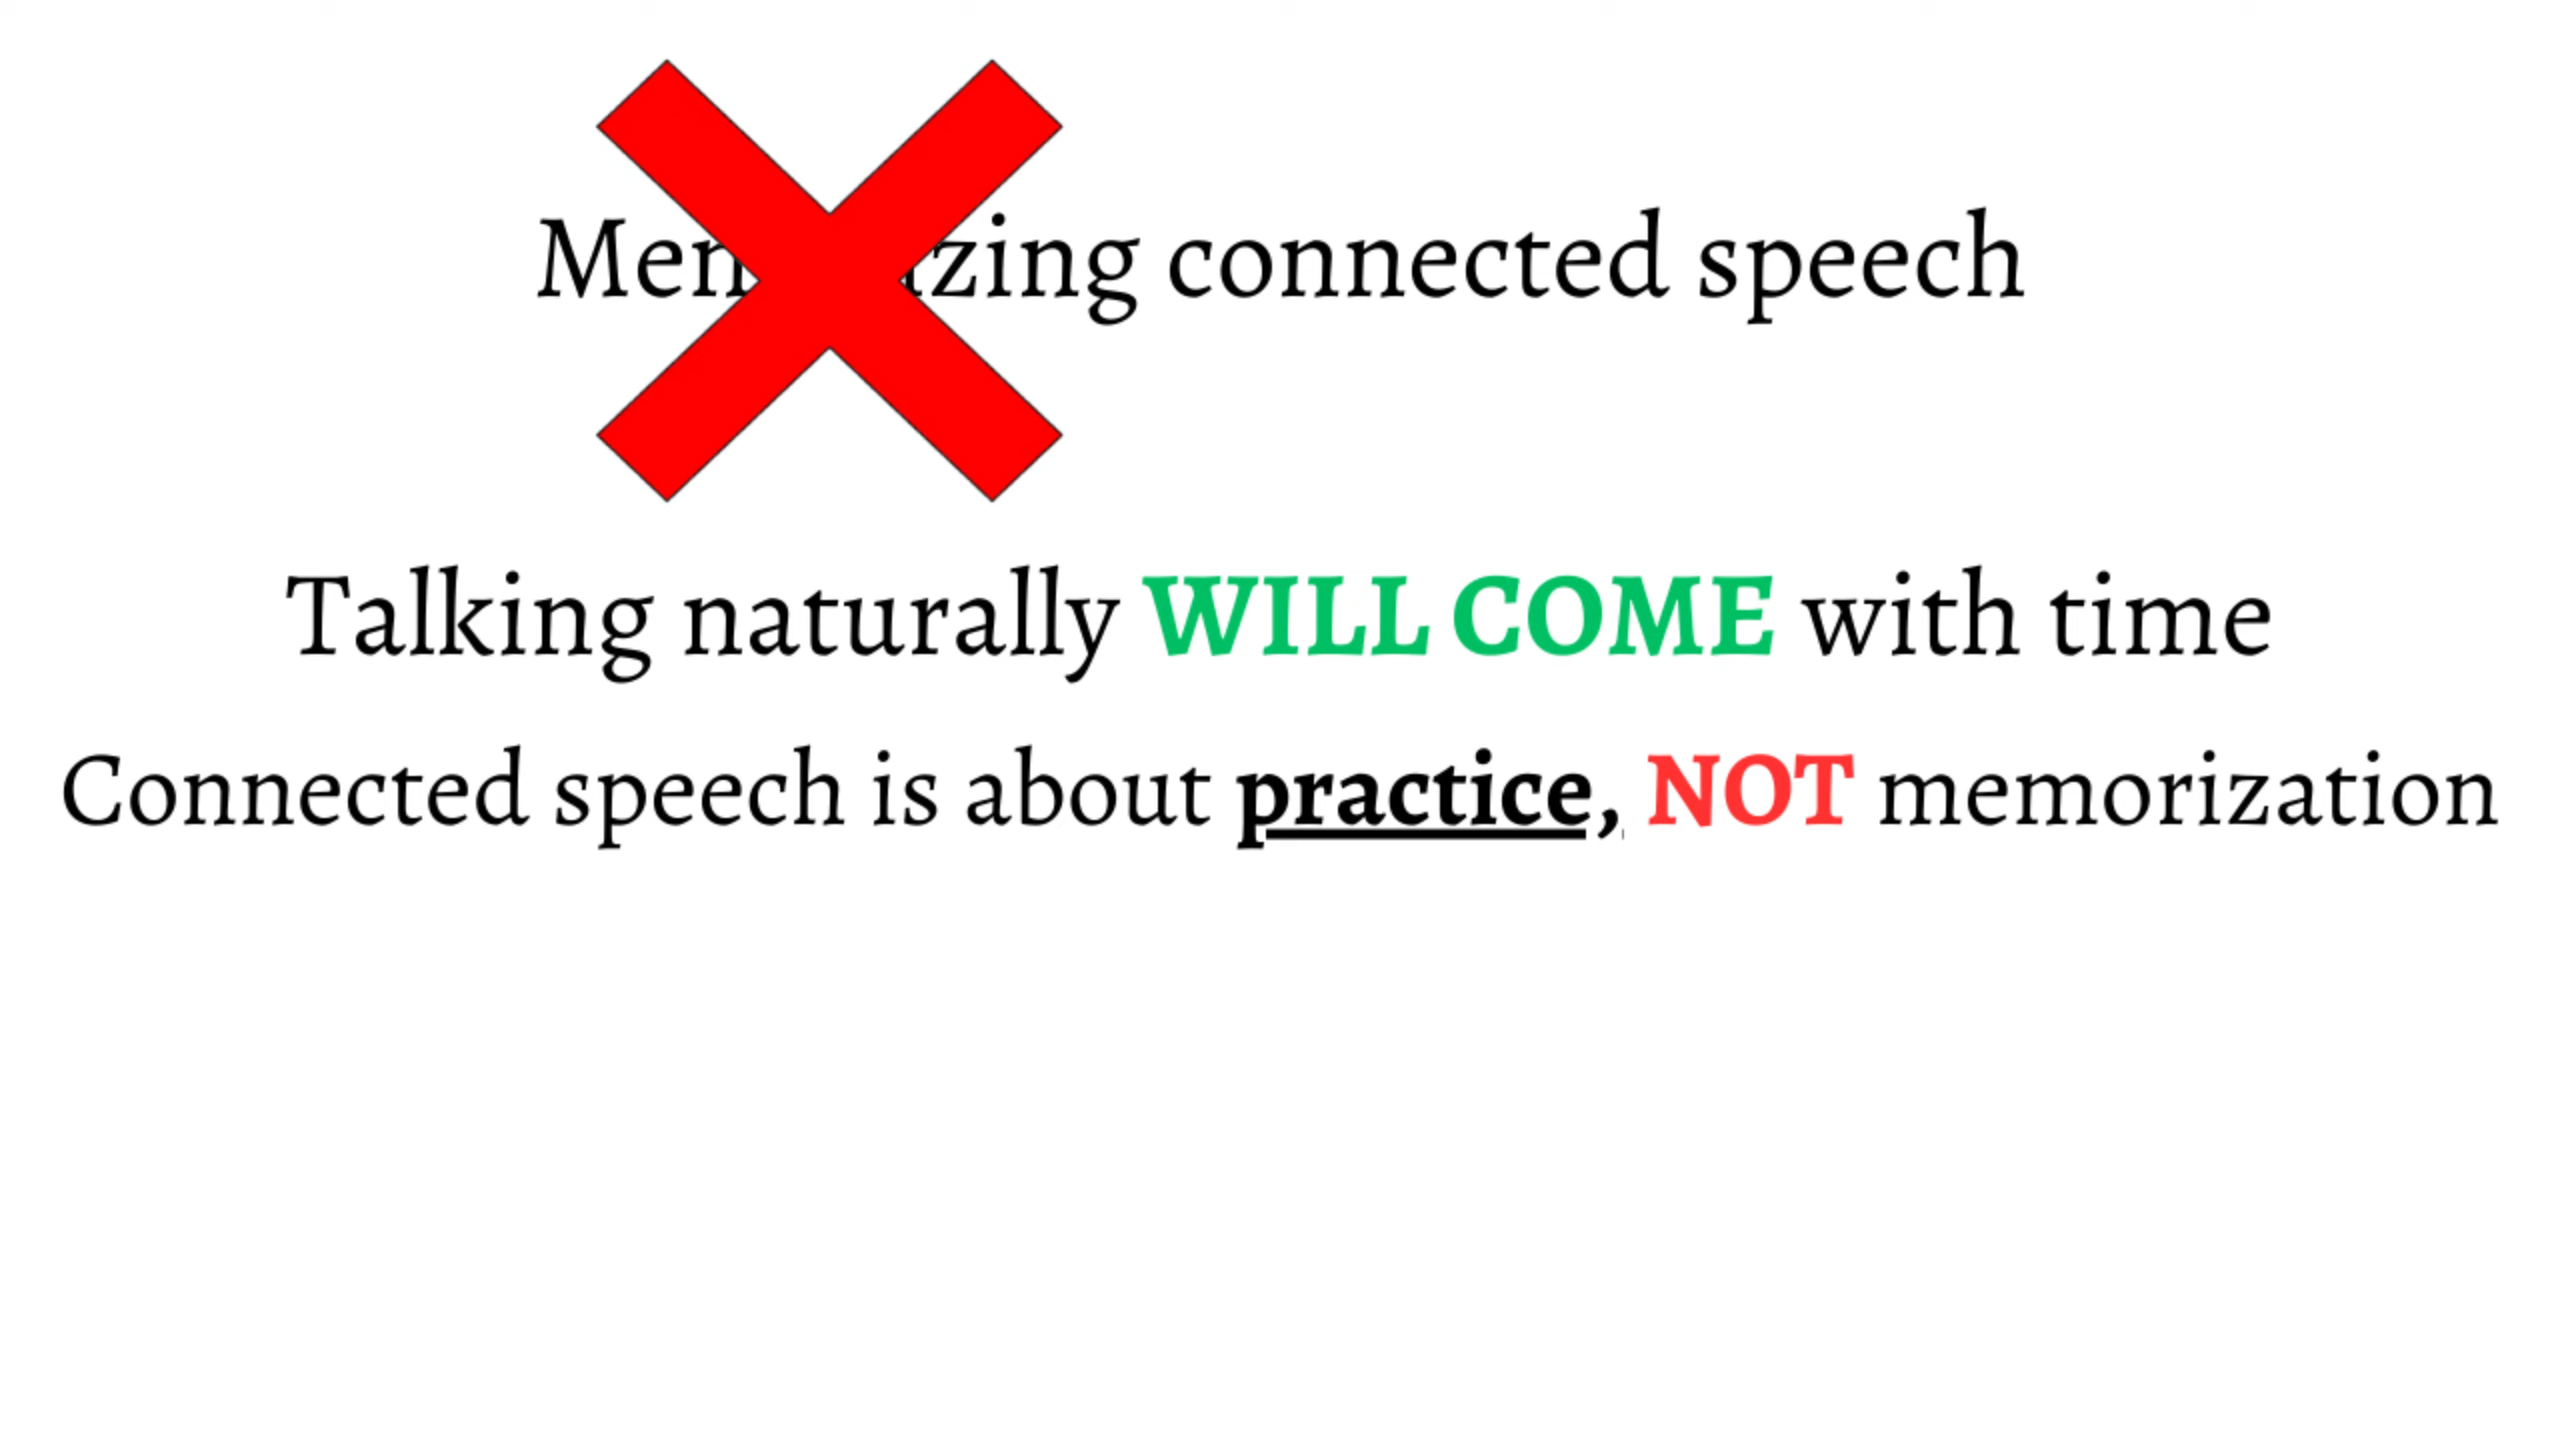 connected speech
Talking naturally WILL COME with time
Connected speech is about practice, NOT memorization